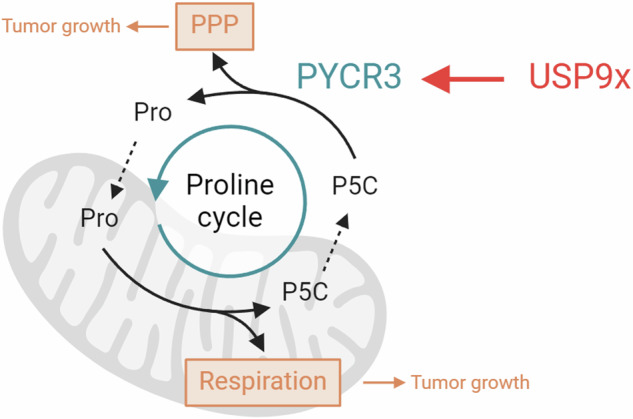 Tumor growth
PPP
PYCR3
USP9x
Pro
Proline
cycle
P5C
Pro
P5C
Respiration
Tumor growth